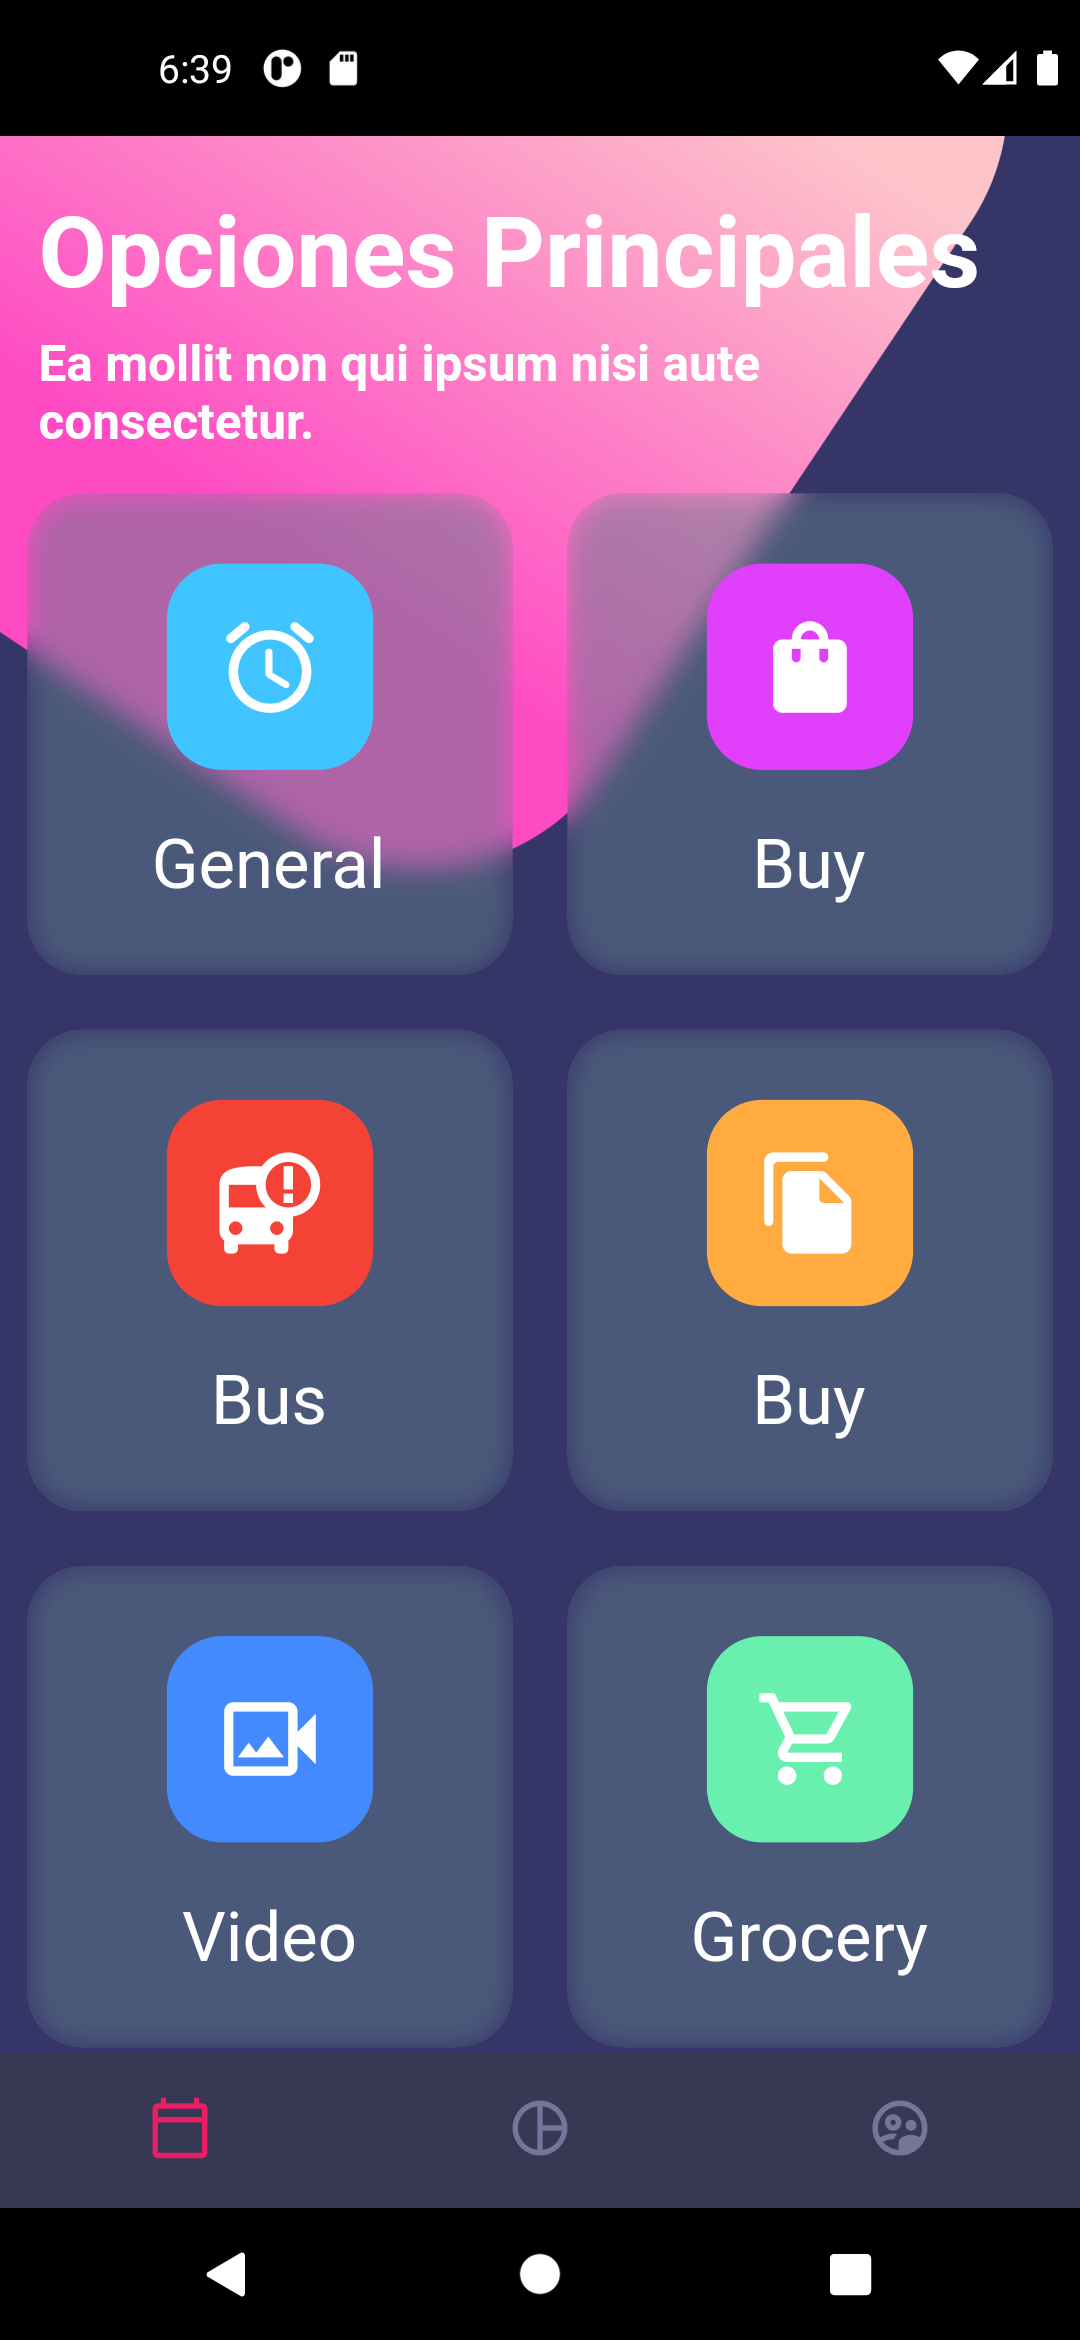 6:39
Opciones Principales
Ea mollit non qui ipsum nisi aute
consectetur.
General
Buy
Bus
Buy
Video
Grocery